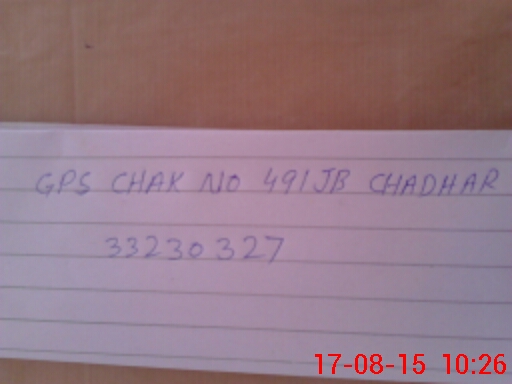 GPS CHAK NO 491JB CHADHAR
33230327
17-08-15 10:26